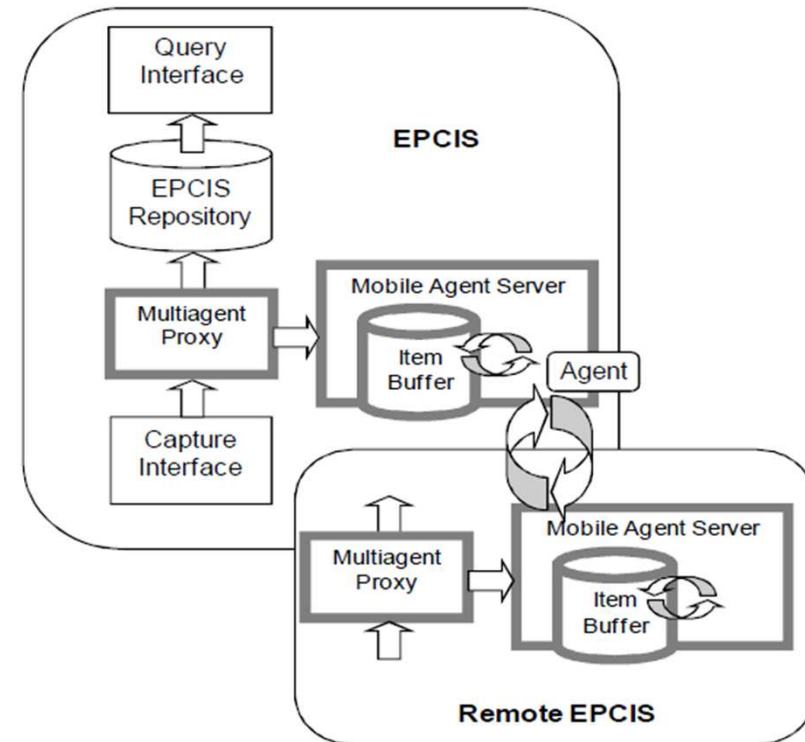 Query
Interface
EPCIS
EPCIS
Repository
Mobile Agent Server
Multiagent
Proxy
Item
Buffer
Agent
Capture
Interface
Mobile Agent Server
Multiagent
Proxy
Item
Buffer
Remote EPCIS